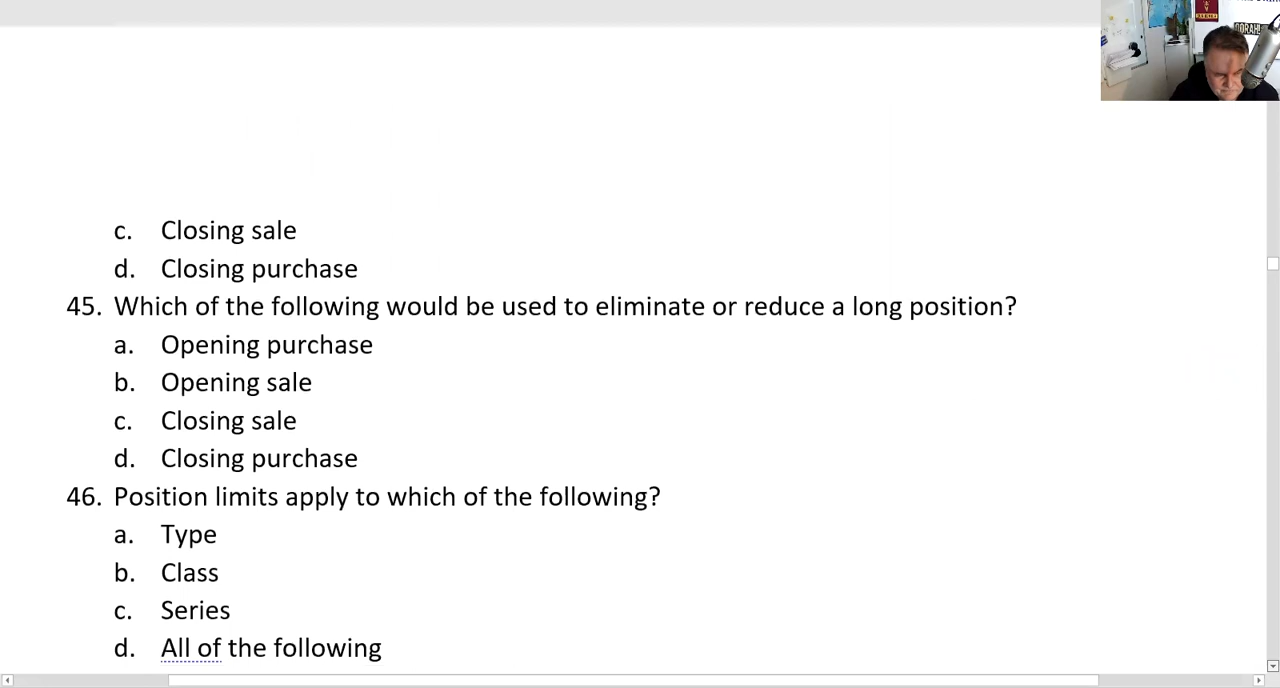 c. Closing sale
d. Closing purchase
45. Which of the following would be used to eliminate or reduce a long position?
a. Opening purchase
b. Opening sale
c. Closing sale
d. Closing purchase
46. Position limits apply to which of the following?
a. Type
b. Class
c. Series
d. All of the following